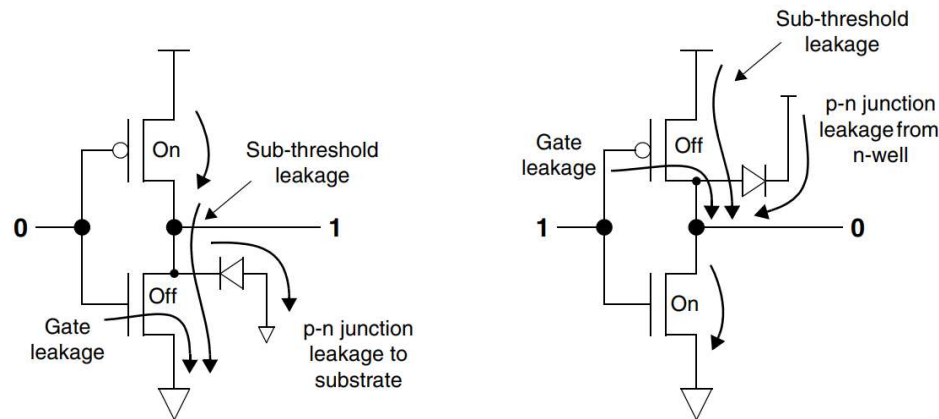 On
Sub-threshold
leakage
0
1
Off
Gate
leakage
p-n junction
leakage to
substrate
Sub-threshold
leakage
p-n junction
leakage from
n-well
Gate
leakage
Off
1
0
On